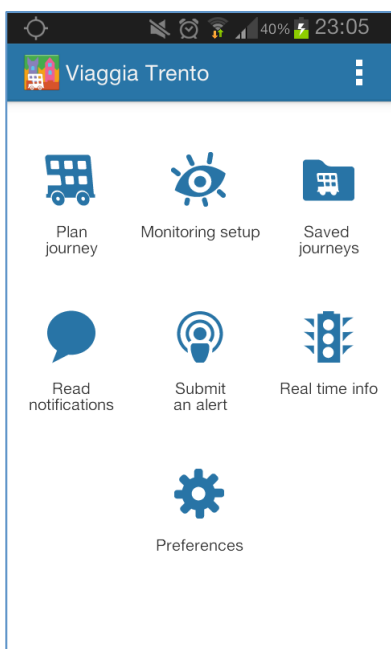 40% 23:05
Viaggia Trento
Plan
journey
Monitoring setup
Saved
journeys
Read
notifications
Submit
an alert
Real time info
Preferences